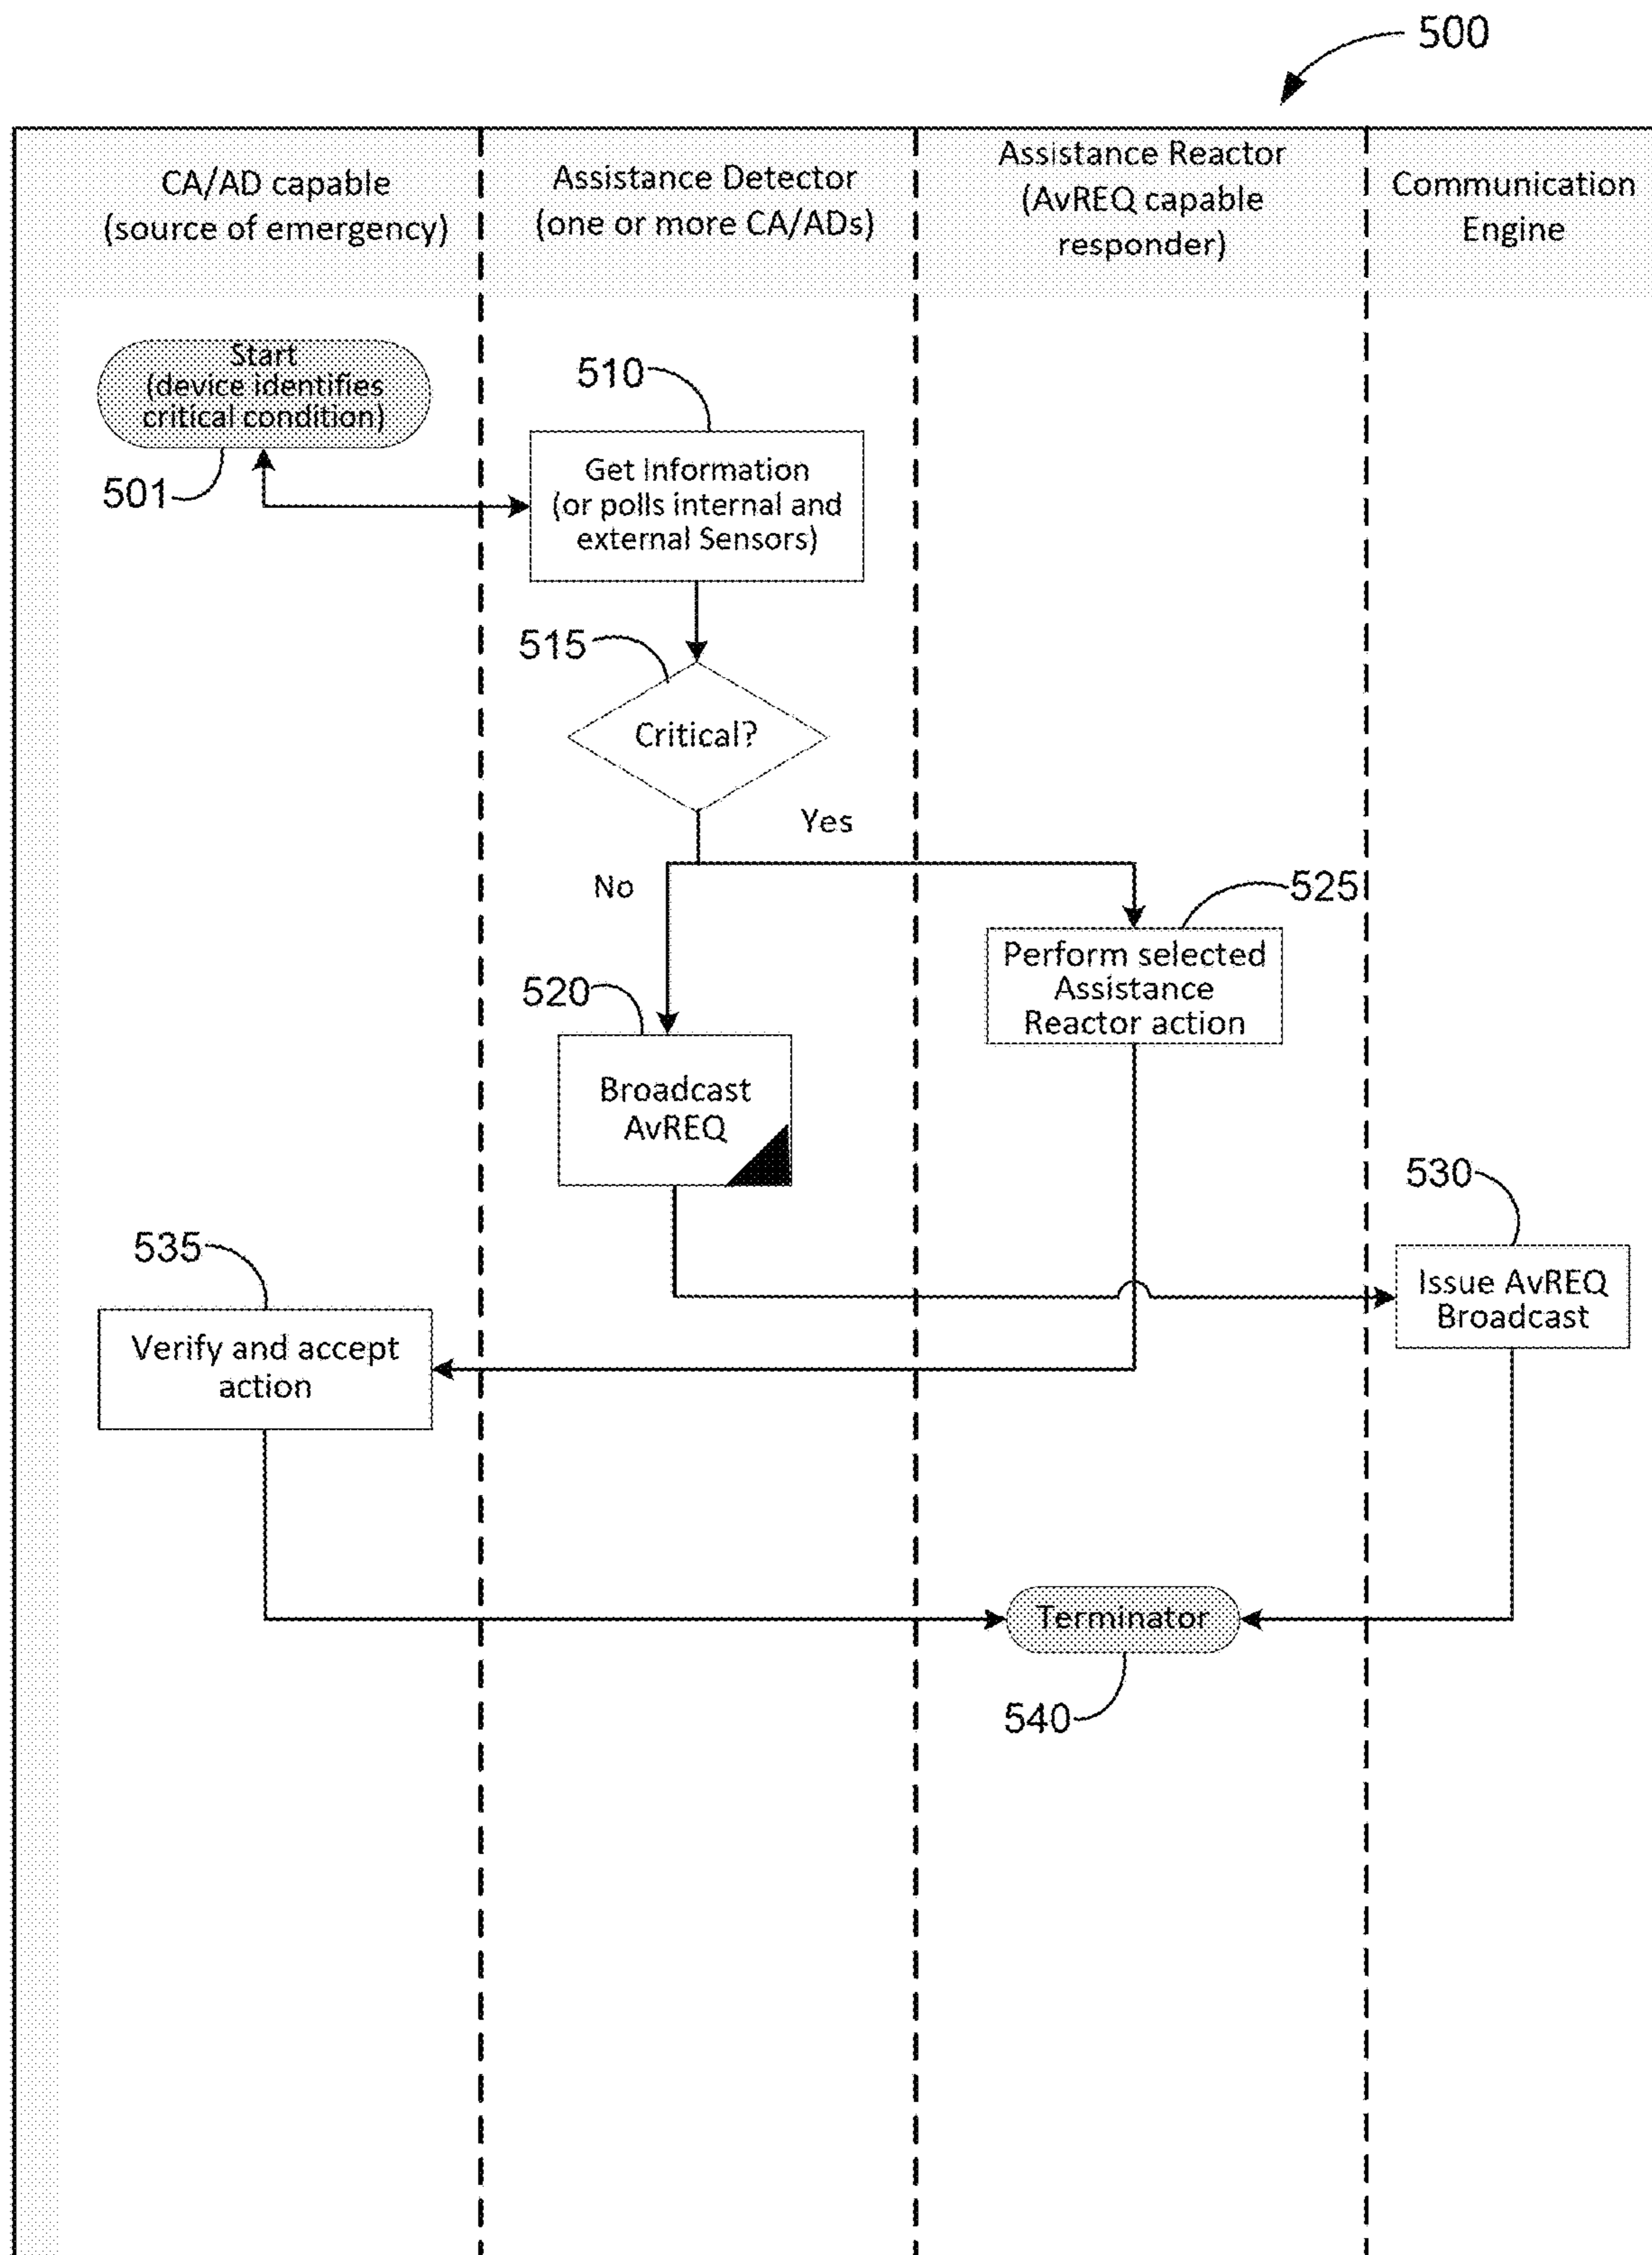 500
CA/AD capable
(source of emergency)
Assistance Detector
(one or more CA/ADs)
Assistance Reactor
(AvREQ capable
responder)
Communication
Engine
Start
(device identifies
critical condition)
501
510
Get Information
(or polls internal and
external Sensors)
515
Critical?
Yes
No
525
Perform selected
Assistance
Reactor action
520
Broadcast
AvREQ
530
Issue AvREQ
Broadcast
535
Verify and accept
action
Terminator
540